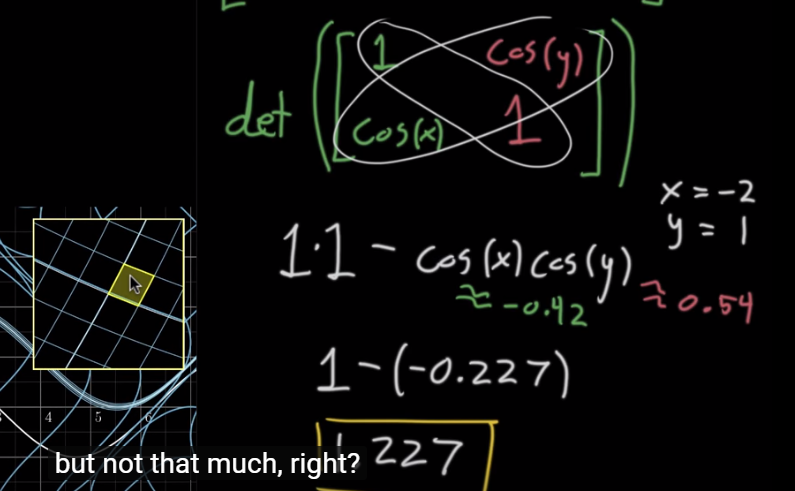 det ([1 cos(y)
cos(x) 1])
x = -2
y = 1
1·1 - cos(x)cos(y)
≈ -0.42 ≈ 0.54
1 - (-0.227)
227
4 5 6
but not that much, right?